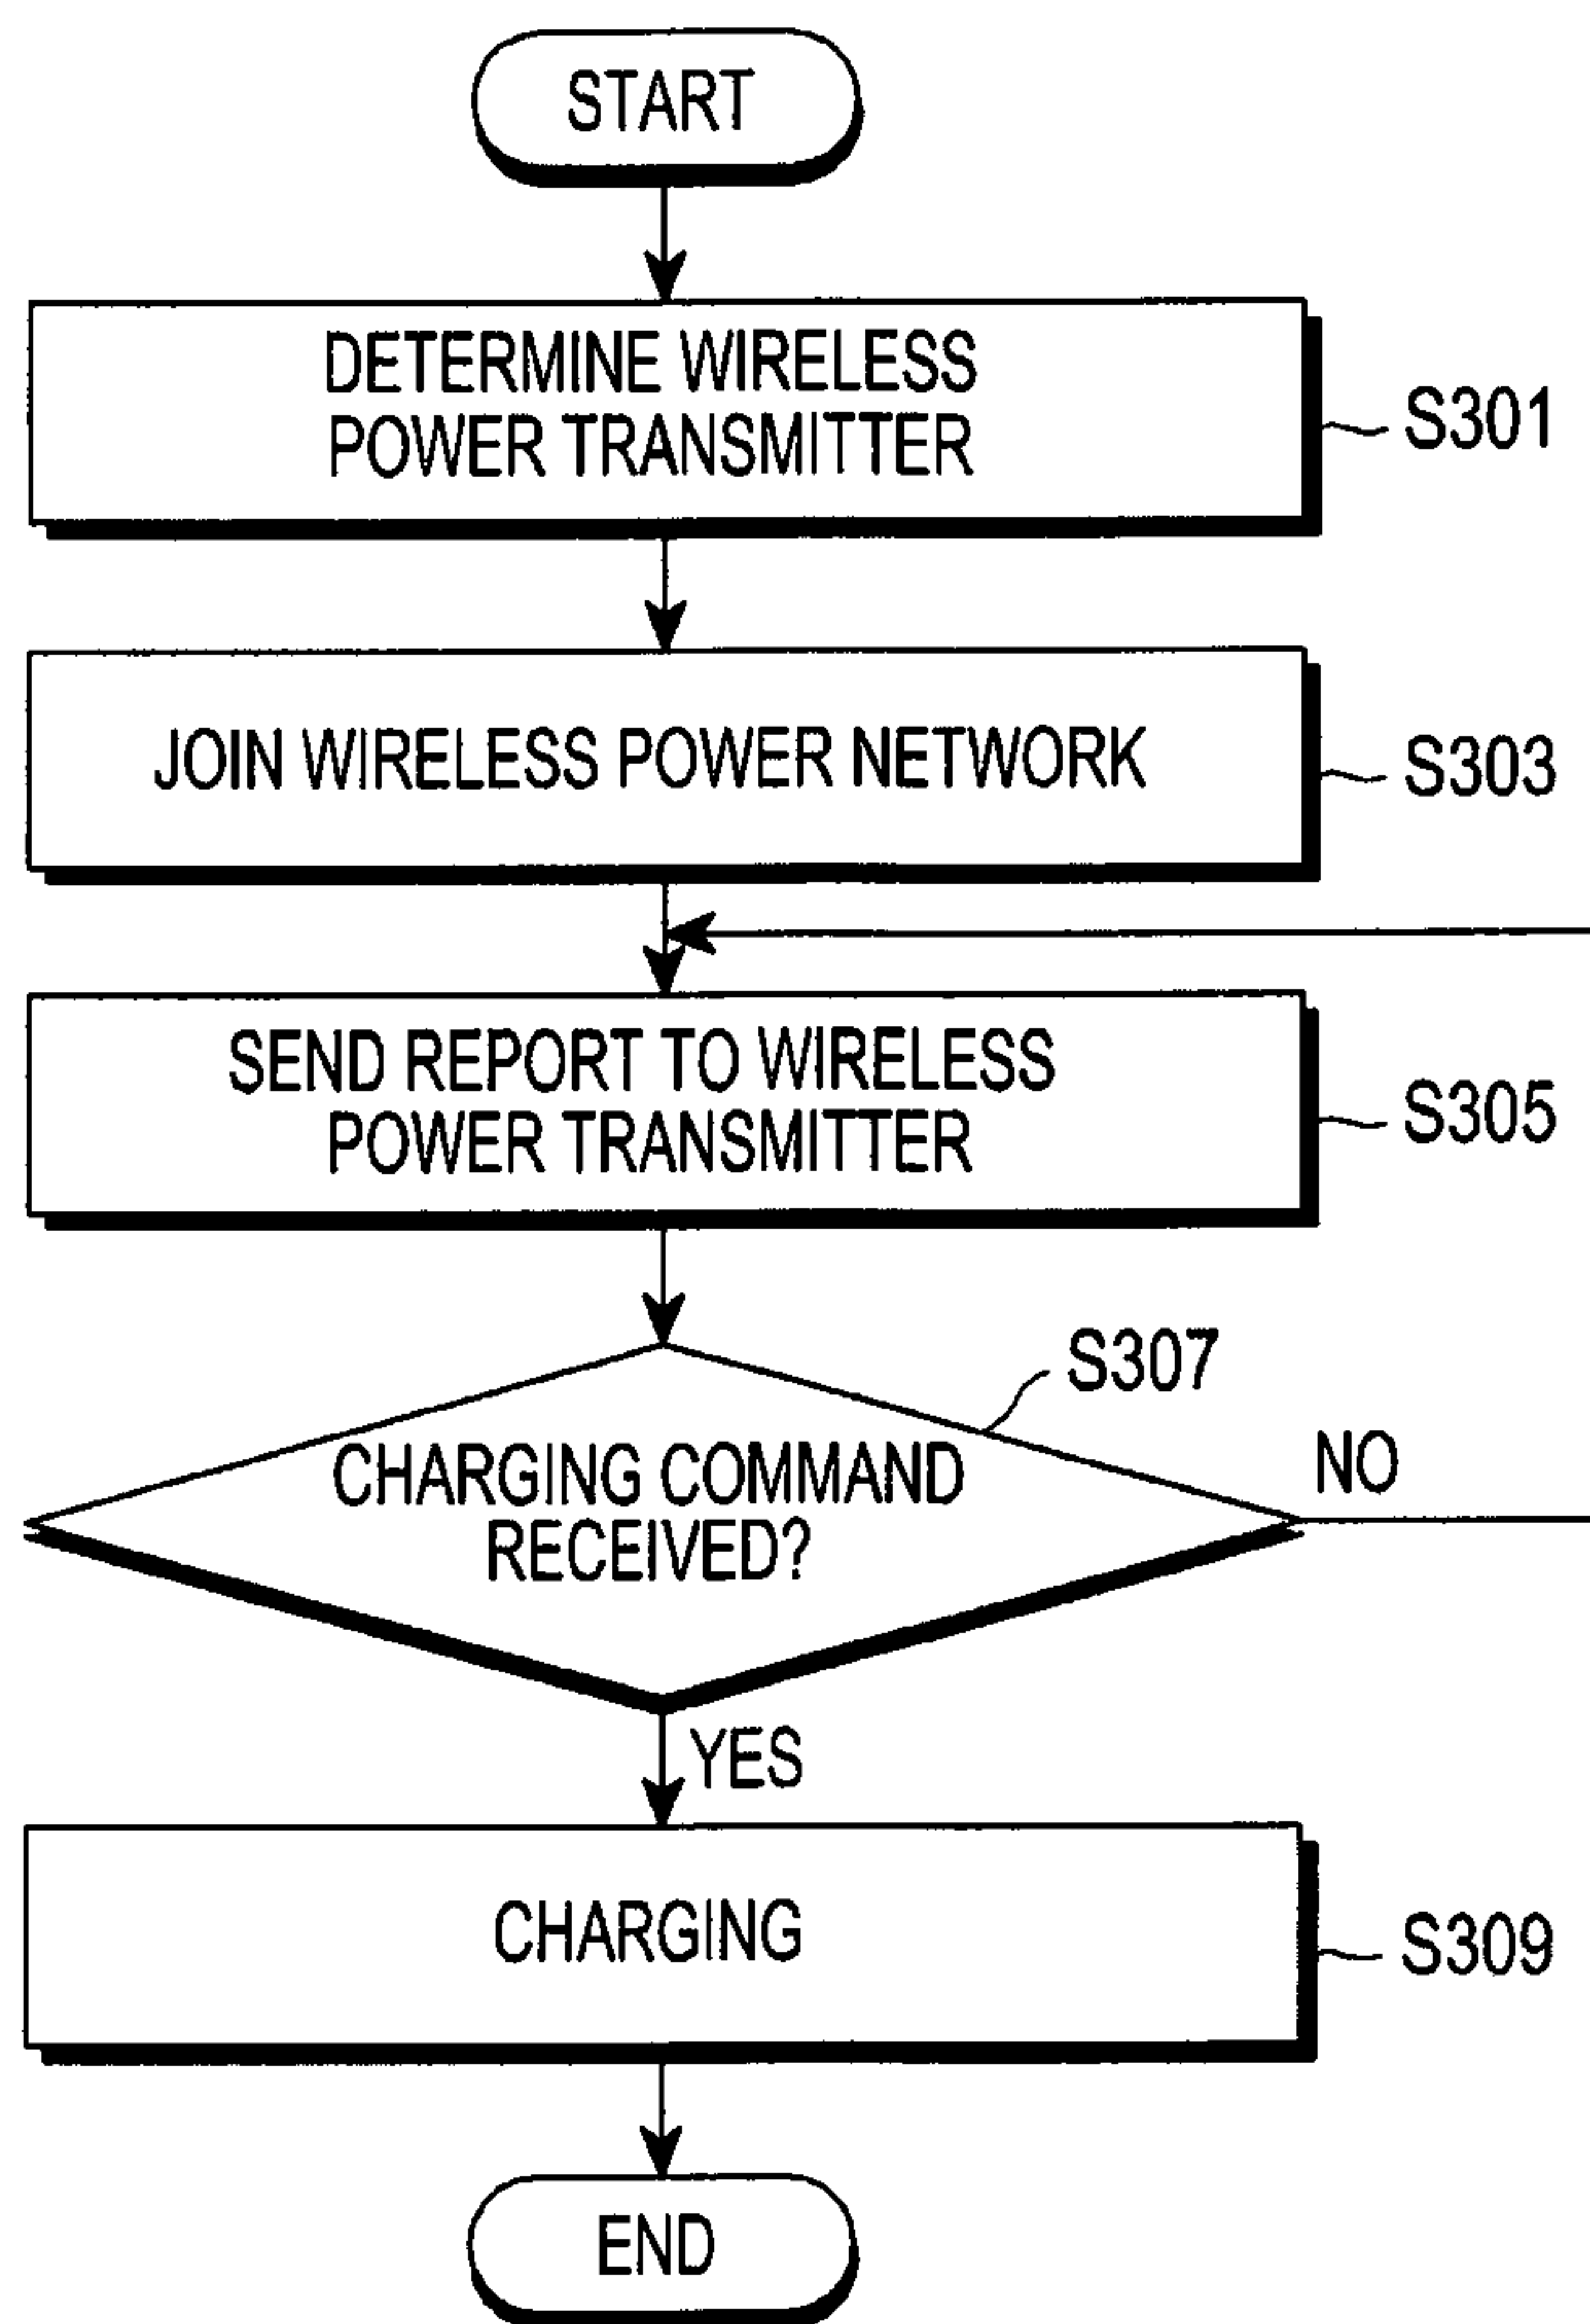 START
DETERMINE WIRELESS
POWER TRANSMITTER
S301
JOIN WIRELESS POWER NETWORK
S303
SEND REPORT TO WIRELESS
POWER TRANSMITTER
S305
S307
CHARGING COMMAND
RECEIVED?
NO
YES
CHARGING
S309
END